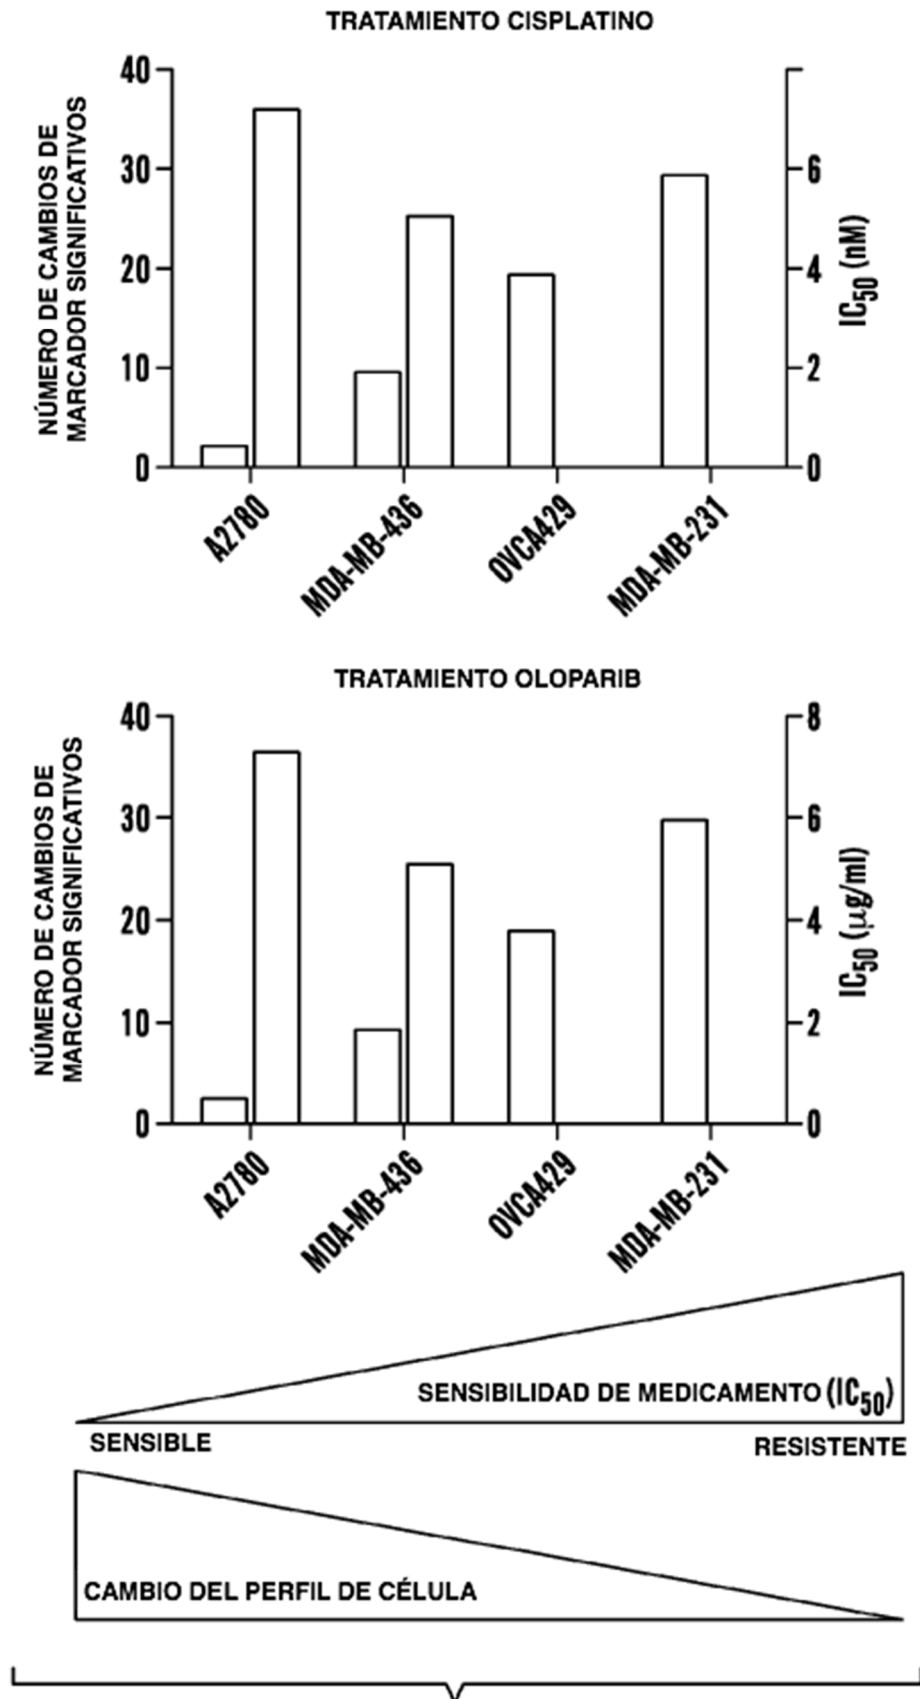 TRATAMIENTO CISPLATINO
NÚMERO DE CAMBIOS DE
MARCADOR SIGNIFICATIVOS
40
30
20
10
0
6
4
2
0
IC50 (nM)
A2780
MDA-MB-436
OVCA429
MDA-MB-231
TRATAMIENTO OLOPARIB
NÚMERO DE CAMBIOS DE
MARCADOR SIGNIFICATIVOS
40
30
20
10
0
8
6
4
2
0
IC50 (μg/ml)
A2780
MDA-MB-436
OVCA429
MDA-MB-231
SENSIBILIDAD DE MEDICAMENTO (IC50)
SENSIBLE
RESISTENTE
CAMBIO DEL PERFIL DE CÉLULA